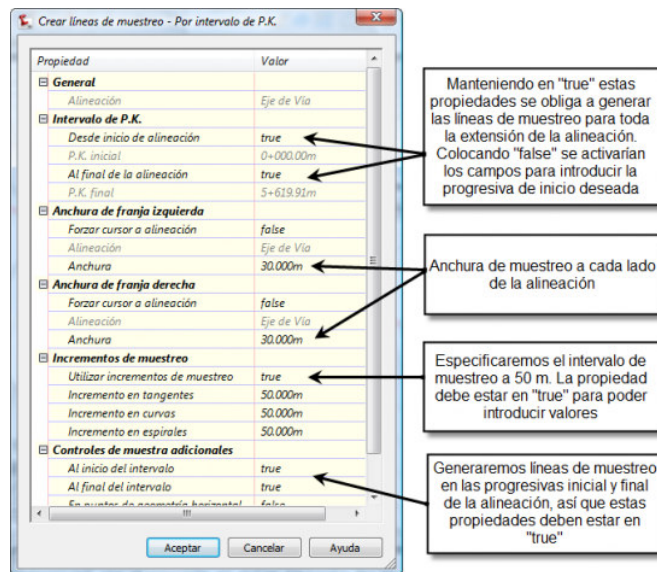 Crear líneas de muestreo - Por intervalo de P.K.
Propiedad Valor
General
Alineación Eje de Vía
Intervalo de P.K.
Desde inicio de alineación true
P.K. inicial 0+000.00m
Al final de la alineación true
P.K. final 5+619.91m
Anchura de franja izquierda
Forzar cursor a alineación false
Alineación Eje de Vía
Anchura 30.000m
Anchura de franja derecha
Forzar cursor a alineación false
Alineación Eje de Vía
Anchura 30.000m
Incrementos de muestreo
Utilizar incrementos de muestreo true
Incremento en tangentes 50.000m
Incremento en curvas 50.000m
Incremento en espirales 50.000m
Controles de muestra adicionales
Al inicio del intervalo true
Al final del intervalo true
En puntos de geometría horizontal false
Aceptar Cancelar Ayuda
Manteniendo en "true" estas
propiedades se obliga a generar
las líneas de muestreo para toda
la extensión de la alineación.
Colocando "false" se activarían
los campos para introducir la
progresiva de inicio deseada
Anchura de muestreo a cada lado
de la alineación
Especificaremos el intervalo de
muestreo a 50 m. La propiedad
debe estar en "true" para poder
introducir valores
Generaremos líneas de muestreo
en las progresivas inicial y final
de la alineación, así que estas
propiedades deben estar en
"true"